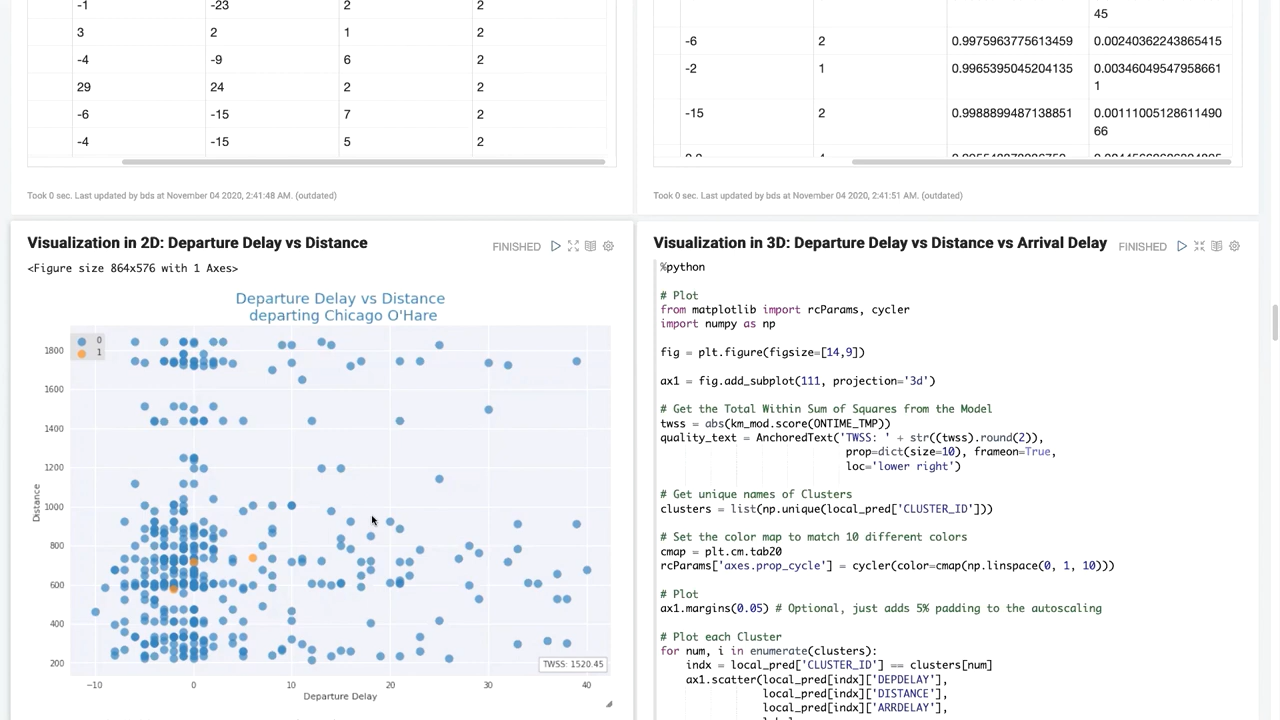 -1 -23 2 2
3 2 1 2
-4 -9 6 2
29 24 2 2
-6 -15 7 2
-4 -15 5 2
45
-6 2 0.9975963775613459 0.00240362243865415
-2 1 0.9965395045204135 0.00346049547958661
1
-15 2 0.9988899487138851 0.00111005128611490
66
Took 0 sec. Last updated by bds at November 04 2020, 2:41:48 AM. (outdated)
Took 0 sec. Last updated by bds at November 04 2020, 2:41:51 AM. (outdated)
Visualization in 2D: Departure Delay vs Distance FINISHED
<Figure size 864x576 with 1 Axes>
Departure Delay vs Distance
departing Chicago O'Hare
0
1
1800
1600
1400
1200
1000
800
600
400
200
Distance
TWSS: 1520.45
−10 0 10 20 30 40
Departure Delay
Visualization in 3D: Departure Delay vs Distance vs Arrival Delay FINISHED
%python
# Plot
from matplotlib import rcParams, cycler
import numpy as np
fig = plt.figure(figsize=[14,9])
ax1 = fig.add_subplot(111, projection='3d')
# Get the Total Within Sum of Squares from the Model
twss = abs(km_mod.score(ONTIME_TMP))
quality_text = AnchoredText('TWSS: ' + str((twss).round(2)),
prop=dict(size=10), frameon=True,
loc='lower right')
# Get unique names of Clusters
clusters = list(np.unique(local_pred['CLUSTER_ID']))
# Set the color map to match 10 different colors
cmap = plt.cm.tab20
rcParams['axes.prop_cycle'] = cycler(color=cmap(np.linspace(0, 1, 10)))
# Plot
ax1.margins(0.05) # Optional, just adds 5% padding to the autoscaling
# Plot each Cluster
for num, i in enumerate(clusters):
indx = local_pred['CLUSTER_ID'] == clusters[num]
ax1.scatter(local_pred[indx]['DEPDELAY'],
local_pred[indx]['DISTANCE'],
local_pred[indx]['ARRDELAY'],